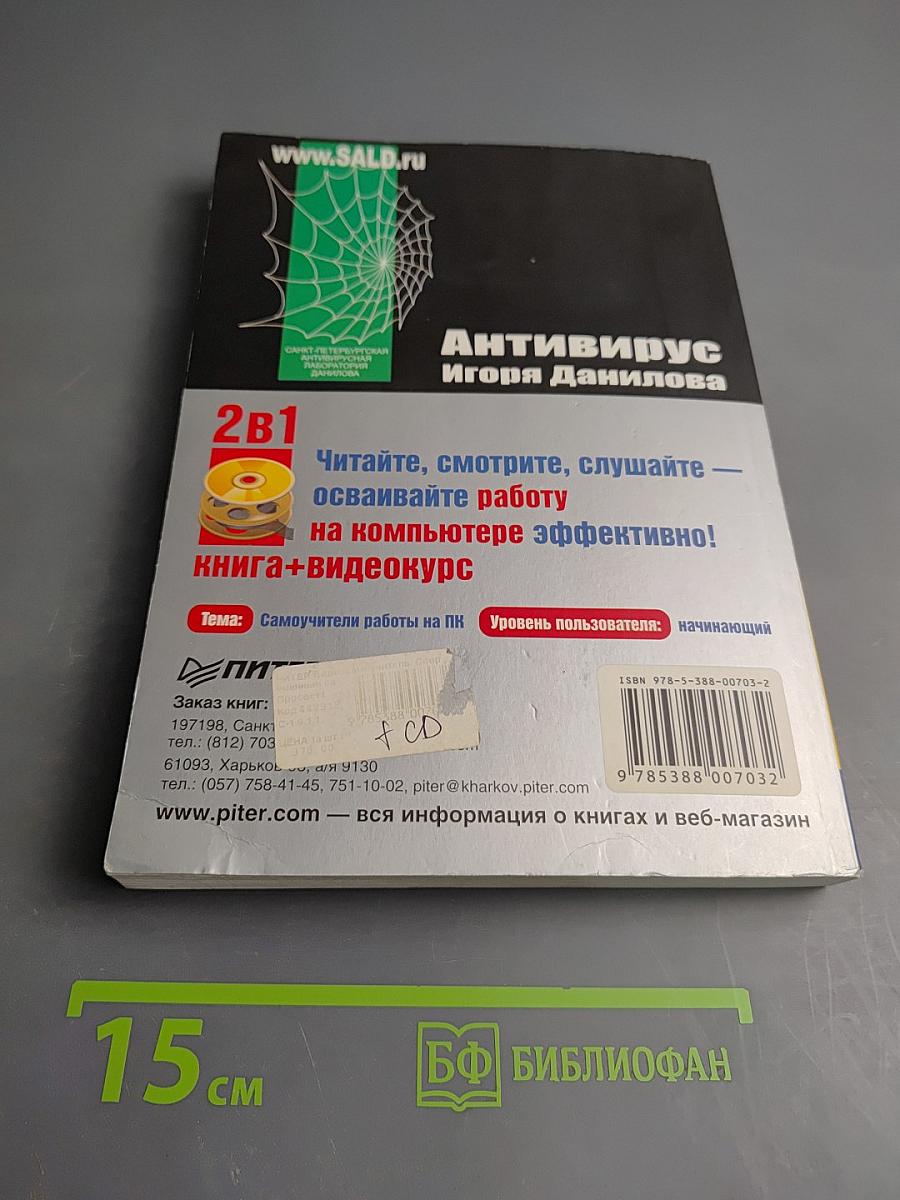 www.SALD.ru
САНКТ-ПЕТЕРБУРГСКАЯ
АНТИВИРУСНАЯ
ЛАБОРАТОРИЯ
ДАНИЛОВА
Антивирус
Игоря Данилова
2в1
Читайте, смотрите, слушайте —
осваивайте работу
на компьютере эффективно!
книга+видеокурс
Тема: Самоучители работы на ПК
Уровень пользователя: начинающий
ПИТЕР
Заказ книг:
197198, Санкт
тел.: (812) 703
61093, Харьков а/я 9130
тел.: (057) 758-41-45, 751-10-02, piter@kharkov.piter.com
www.piter.com — вся информация о книгах и веб-магазин
+ CD
ISBN 978-5-388-00703-2
9 785388 007032
15 см
БФ БИБЛИОФАН